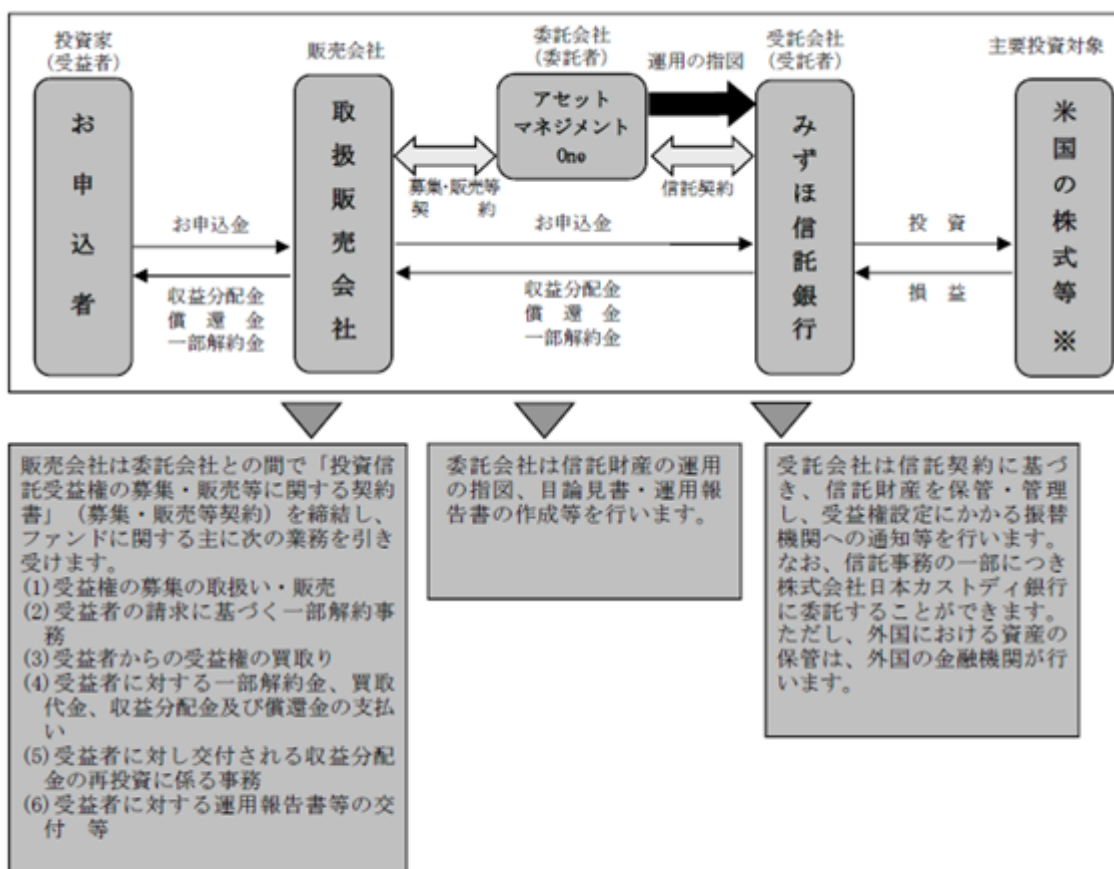 投資家
(受益者)
販売会社
委託会社
(委託者)
運用の指図
受託会社
(受託者)
主要投資対象
お申込者
取扱販売会社
アセット
マネジメント
One
みずほ信託銀行
米国の株式等 ※
募集・販売等
契　　約
信託契約
お申込金
お申込金
投　資
収益分配金
償　還　金
一部解約金
収益分配金
償　還　金
一部解約金
損　益
販売会社は委託会社との間で「投資信
託受益権の募集・販売等に関する契約
書」（募集・販売等契約）を締結し、
ファンドに関する主に次の業務を引き
受けます。
(1)受益権の募集の取扱い・販売
(2)受益者の請求に基づく一部解約事
務
(3)受益者からの受益権の買取り
(4)受益者に対する一部解約金、買取
代金、収益分配金及び償還金の支払
い
(5)受益者に対し交付される収益分配
金の再投資に係る事務
(6)受益者に対する運用報告書等の交
付　等
委託会社は信託財産の運用
の指図、目論見書・運用報
告書の作成等を行います。
受託会社は信託契約に基づ
き、信託財産を保管・管理
し、受益権設定にかかる振替
機関への通知等を行います。
なお、信託事務の一部につき
株式会社日本カストディ銀行
に委託することができます。
ただし、外国における資産の
保管は、外国の金融機関が行
います。